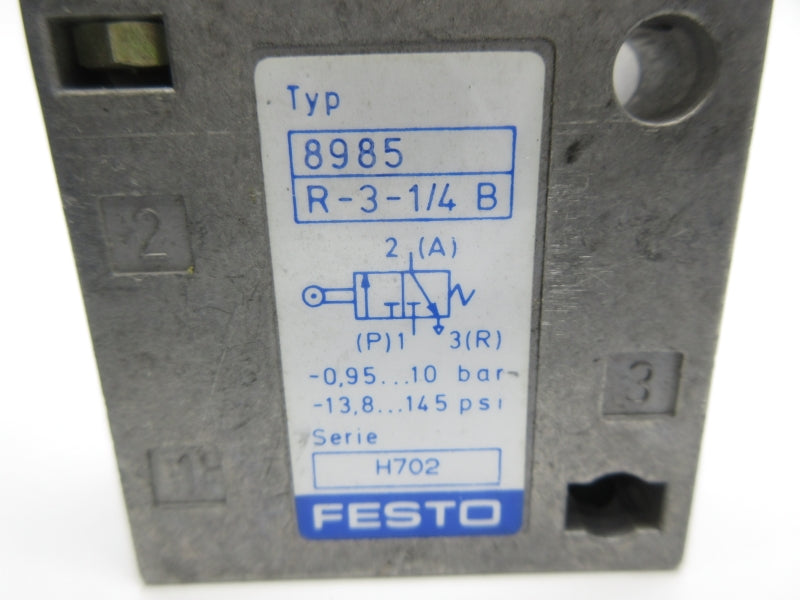 Typ
8985
R-3-1/4 B
2
2 (A)
(P) 1 3(R)
-0,95...10 bar
3
-13,8...145 psi
Serie
H702
1
FESTO